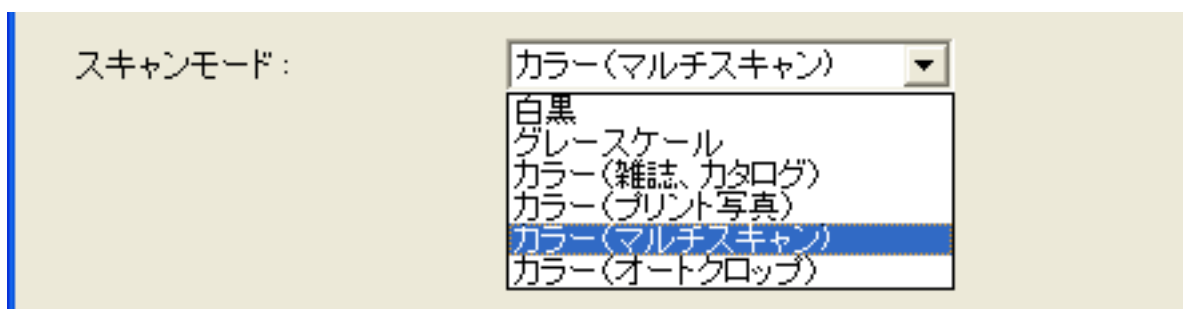 スキャンモード： カラー(マルチスキャン)
白黒
グレースケール
カラー(雑誌、カタログ)
カラー(プリント写真)
カラー(マルチスキャン)
カラー(オートクロップ)